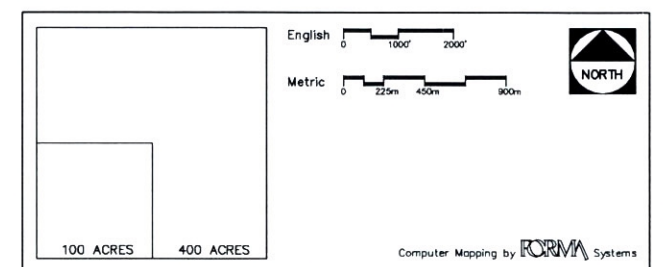 English
0 1000' 2000'
Metric
0 225m 450m 900m
NORTH
100 ACRES 400 ACRES
Computer Mapping by FORMA Systems